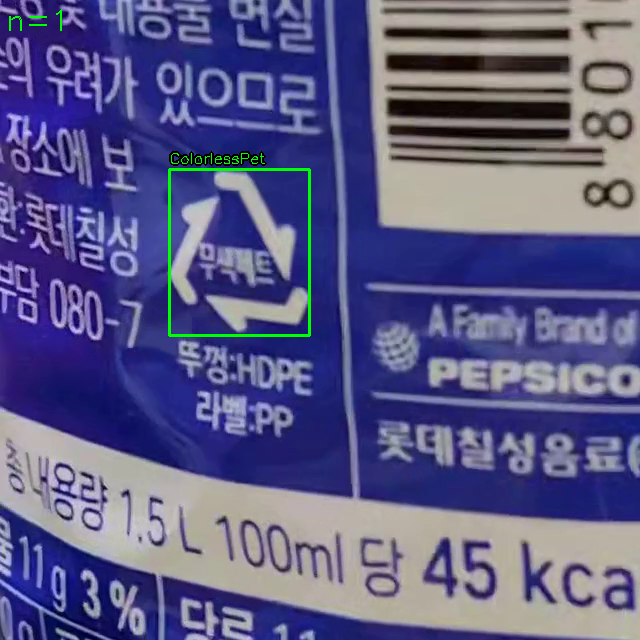 n=1
내용물 변질
의 우려가 있으므로
장소에 보
환:롯데칠성
부담 080-7
ColorlessPet
무색페트
뚜껑:HDPE
라벨:PP
8801
8
A Family Brand of
PEPSICO
롯데칠성음료(
내용량 1.5 L 100ml 당 45 kca
11g 3%
당류 11